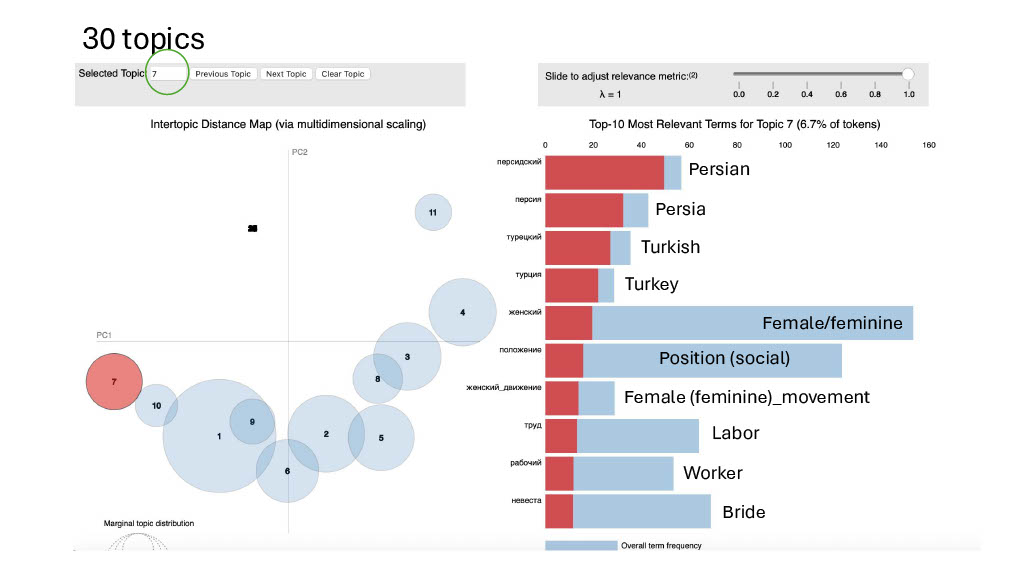 30 topics
Selected Topic: 7 Previous Topic Next Topic Clear Topic
Slide to adjust relevance metric:(2)
λ = 1
0.0 0.2 0.4 0.6 0.8 1.0
Intertopic Distance Map (via multidimensional scaling)
PC2
PC1
11
4
3
8
7
10
1
9
2
5
6
Marginal topic distribution
Top-10 Most Relevant Terms for Topic 7 (6.7% of tokens)
0 20 40 60 80 100 120 140 160
персидский Persian
персия Persia
турецкий Turkish
турция Turkey
женский Female/feminine
положение Position (social)
женский_движение Female (feminine)_movement
труд Labor
рабочий Worker
невеста Bride
Overall term frequency